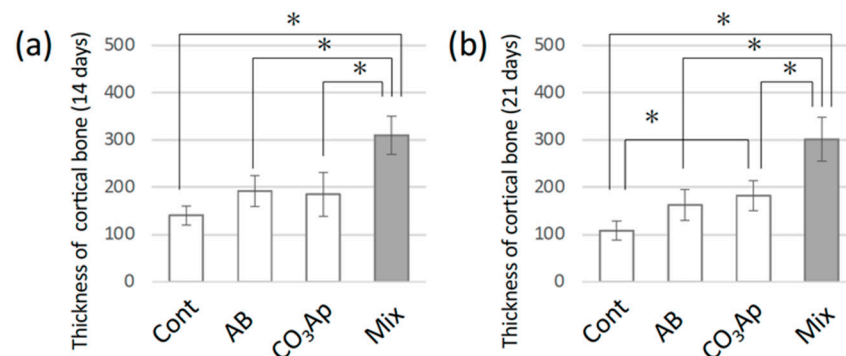 (a)
Thickness of cortical bone (14 days)
500
400
300
200
100
0
*
*
*
Cont
AB
CO₃Ap
Mix
(b)
Thickness of cortical bone (21 days)
500
400
300
200
100
0
*
*
*
*
Cont
AB
CO₃Ap
Mix